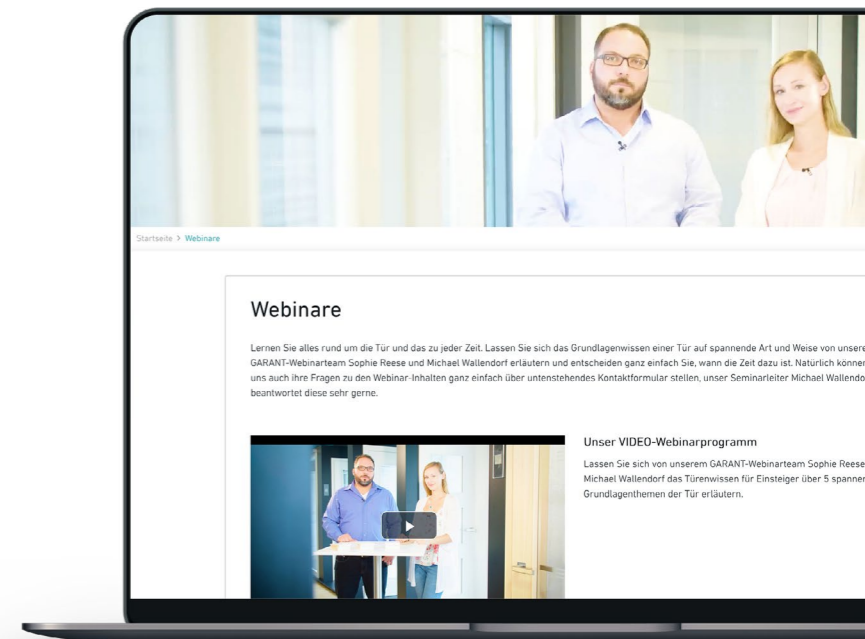 Startseite > Webinare
Webinare
Lernen Sie alles rund um die Tür und das zu jeder Zeit. Lassen Sie sich das Grundlagenwissen einer Tür auf spannende Art und Weise von unsere
GARANT-Webinarteam Sophie Reese und Michael Wallendorf erläutern und entscheiden ganz einfach Sie, wann die Zeit dazu ist. Natürlich können
uns auch ihre Fragen zu den Webinar-Inhalten ganz einfach über untenstehendes Kontaktformular stellen, unser Seminarleiter Michael Wallendo
beantwortet diese sehr gerne.
Unser VIDEO-Webinarprogramm
Lassen Sie sich von unserem GARANT-Webinarteam Sophie Reese
Michael Wallendorf das Türenwissen für Einsteiger über 5 spannen
Grundlagenthemen der Tür erläutern.